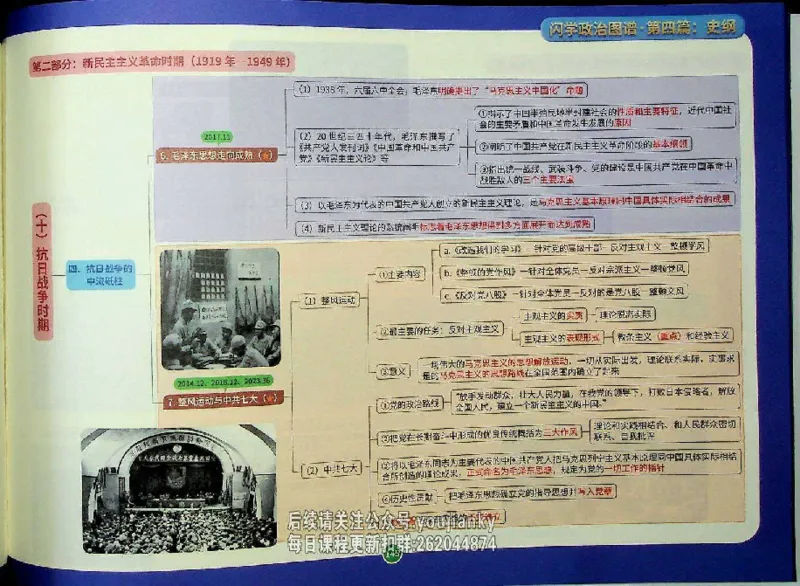 闪学政治图谱·第四篇：史纲
第二部分：新民主主义革命时期（1919年—1949年）
（十）抗日战争时期
四、抗日战争的
中流砥柱
2017.11
6. 毛泽东思想走向成熟（★）
（1）1938年，六届六中全会，毛泽东明确提出了“马克思主义中国化”命题
（2）20世纪三四十年代，毛泽东撰写了
《共产党人发刊词》《中国革命和中国共产
党》《新民主主义论》等
①揭示了中国半殖民地半封建社会的性质和主要特征，近代中国社
会的主要矛盾和中国革命发生发展的原因
②阐明了中国共产党在新民主主义革命阶段的基本纲领
③指出统一战线、武装斗争、党的建设是中国共产党在中国革命中
战胜敌人的三个主要法宝
（3）以毛泽东为代表的中国共产党人创立的新民主主义理论，是马克思主义基本原理同中国具体实际相结合的成果
（4）新民主主义理论的系统阐明标志着毛泽东思想得到多方面展开而达到成熟
2014.12、2018.12、2023.36
7. 整风运动与中共七大（★）
（1）整风运动
①主要内容
a.《改造我们的学习》—针对党的高级干部—反对主观主义—整顿学风
b.《整顿党的作风》—针对全体党员—反对宗派主义—整顿党风
c.《反对党八股》—针对全体党员—反对的是党八股—整顿文风
②最主要的任务：反对主观主义
主观主义的实质
理论脱离实际
主观主义的表现形式
教条主义（重点）和经验主义
③意义
一场伟大的马克思主义的思想解放运动，一切从实际出发，理论联系实际，实事求
是的马克思主义的思想路线在全党范围内确立了起来
（2）中共七大
①党的政治路线
“放手发动群众，壮大人民力量，在我党的领导下，打败日本侵略者，解放
全国人民，建立一个新民主主义的中国。”
②把党在长期奋斗中形成的优良传统概括为三大作风
理论和实践相结合、和人民群众密切
联系、自我批评
③将以毛泽东同志为主要代表的中国共产党人把马克思列宁主义基本原理同中国具体实际相结
合所创造的理论成果，正式命名为毛泽东思想，规定为党的一切工作的指针
④历史性贡献
把毛泽东思想确立党的指导思想并写入党章
后续请关注公众号:youjianky
每日课程更新扣群:262044874
145